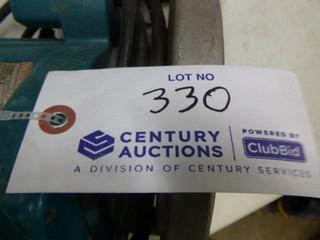 LOT NO
330
CENTURY
AUCTIONS
POWERED BY
ClubBid
A DIVISION OF CENTURY SERVICES